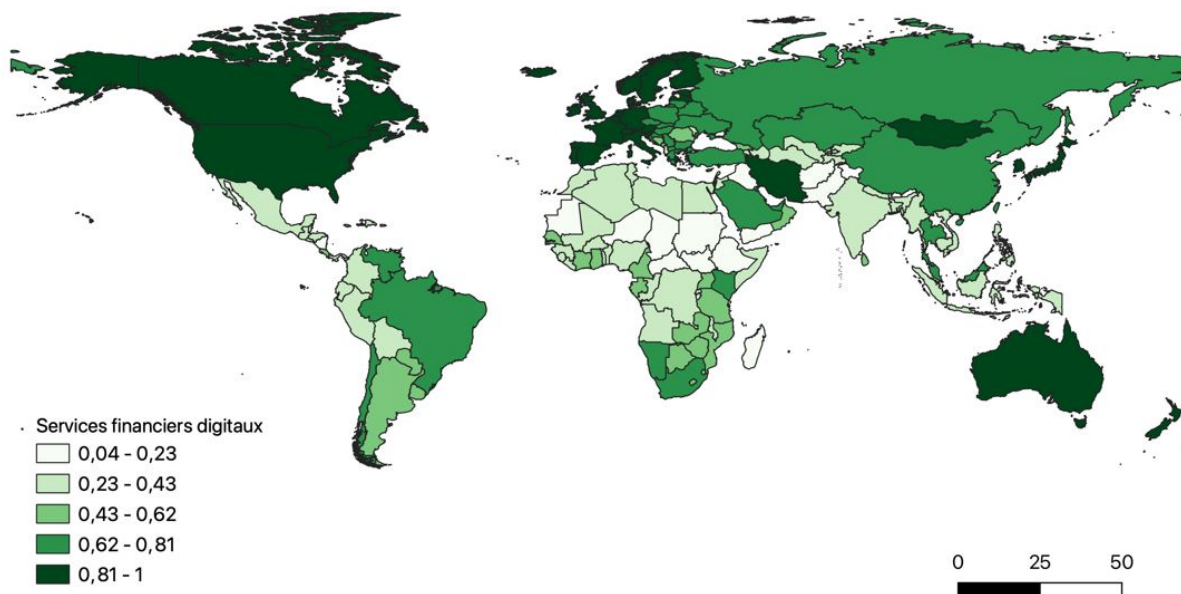 Services financiers digitaux
0,04 - 0,23
0,23 - 0,43
0,43 - 0,62
0,62 - 0,81
0,81 - 1
0 25 50